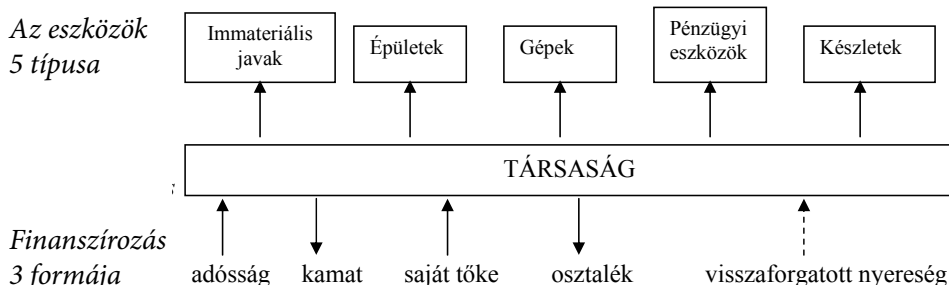 Az eszközök
5 típusa
Immateriális
javak
Épületek
Gépek
Pénzügyi
eszközök
Készletek
TÁRSASÁG
Finanszírozás
3 formája
adósság kamat saját tőke osztalék visszaforgatott nyereség